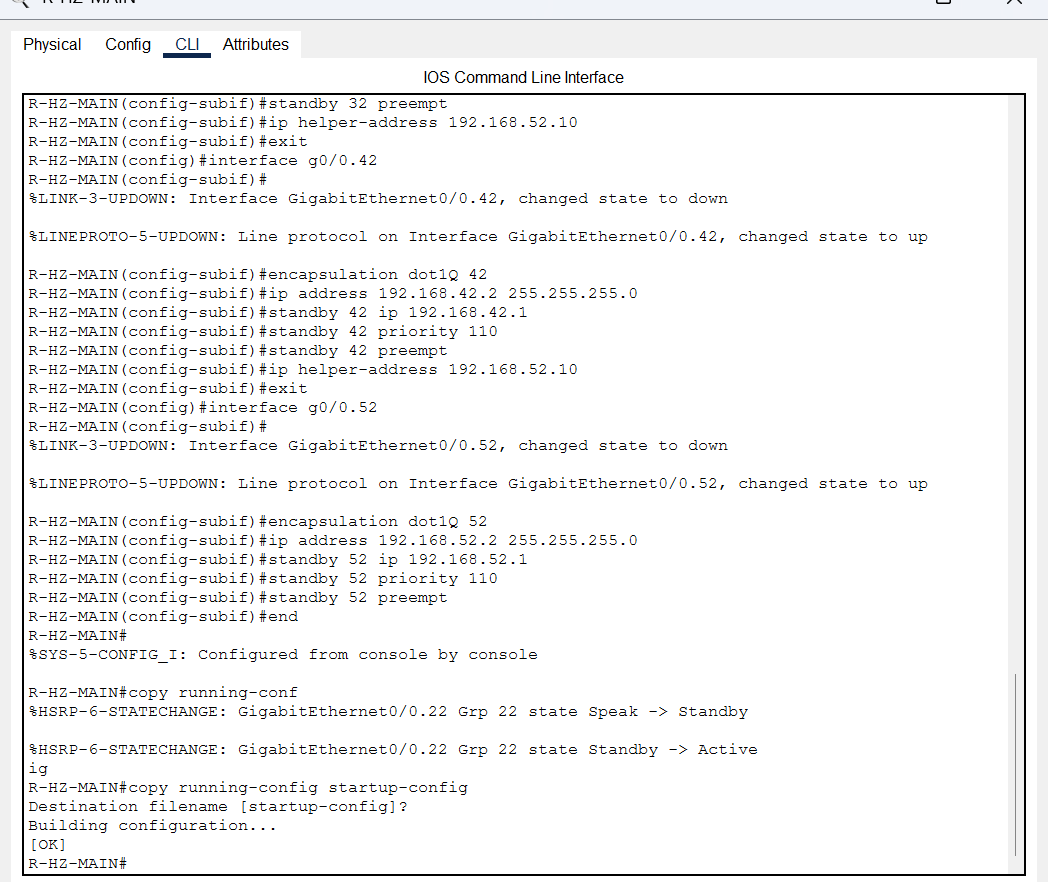 R-HZ-MAIN
Physical Config CLI Attributes
IOS Command Line Interface
R-HZ-MAIN(config-subif)#standby 32 preempt
R-HZ-MAIN(config-subif)#ip helper-address 192.168.52.10
R-HZ-MAIN(config-subif)#exit
R-HZ-MAIN(config)#interface g0/0.42
R-HZ-MAIN(config-subif)#
%LINK-3-UPDOWN: Interface GigabitEthernet0/0.42, changed state to down
%LINEPROTO-5-UPDOWN: Line protocol on Interface GigabitEthernet0/0.42, changed state to up
R-HZ-MAIN(config-subif)#encapsulation dot1Q 42
R-HZ-MAIN(config-subif)#ip address 192.168.42.2 255.255.255.0
R-HZ-MAIN(config-subif)#standby 42 ip 192.168.42.1
R-HZ-MAIN(config-subif)#standby 42 priority 110
R-HZ-MAIN(config-subif)#standby 42 preempt
R-HZ-MAIN(config-subif)#ip helper-address 192.168.52.10
R-HZ-MAIN(config-subif)#exit
R-HZ-MAIN(config)#interface g0/0.52
R-HZ-MAIN(config-subif)#
%LINK-3-UPDOWN: Interface GigabitEthernet0/0.52, changed state to down
%LINEPROTO-5-UPDOWN: Line protocol on Interface GigabitEthernet0/0.52, changed state to up
R-HZ-MAIN(config-subif)#encapsulation dot1Q 52
R-HZ-MAIN(config-subif)#ip address 192.168.52.2 255.255.255.0
R-HZ-MAIN(config-subif)#standby 52 ip 192.168.52.1
R-HZ-MAIN(config-subif)#standby 52 priority 110
R-HZ-MAIN(config-subif)#standby 52 preempt
R-HZ-MAIN(config-subif)#end
R-HZ-MAIN#
%SYS-5-CONFIG_I: Configured from console by console
R-HZ-MAIN#copy running-conf
%HSRP-6-STATECHANGE: GigabitEthernet0/0.22 Grp 22 state Speak -> Standby
%HSRP-6-STATECHANGE: GigabitEthernet0/0.22 Grp 22 state Standby -> Active
ig
R-HZ-MAIN#copy running-config startup-config
Destination filename [startup-config]?
Building configuration...
[OK]
R-HZ-MAIN#